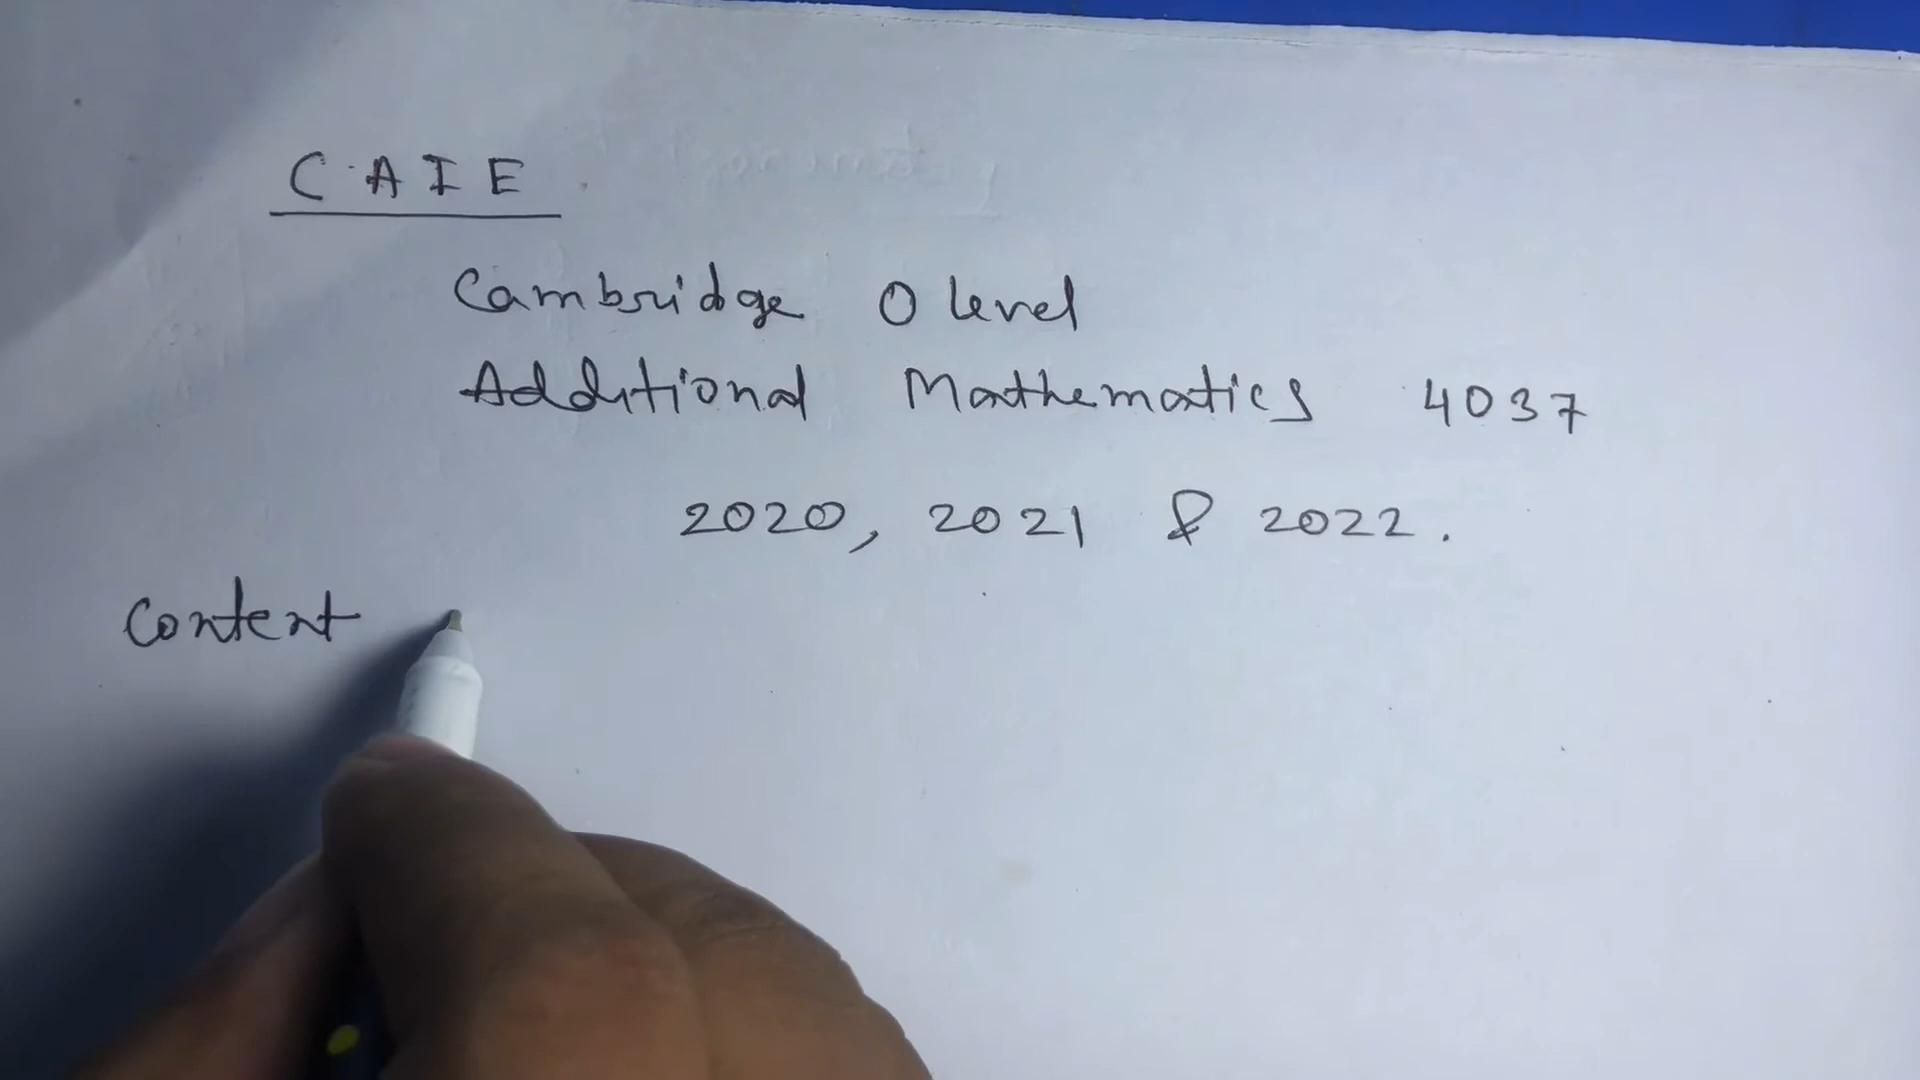 CAIE
Cambridge O level
Additional Mathematics 4037
2020, 2021 & 2022.
Content